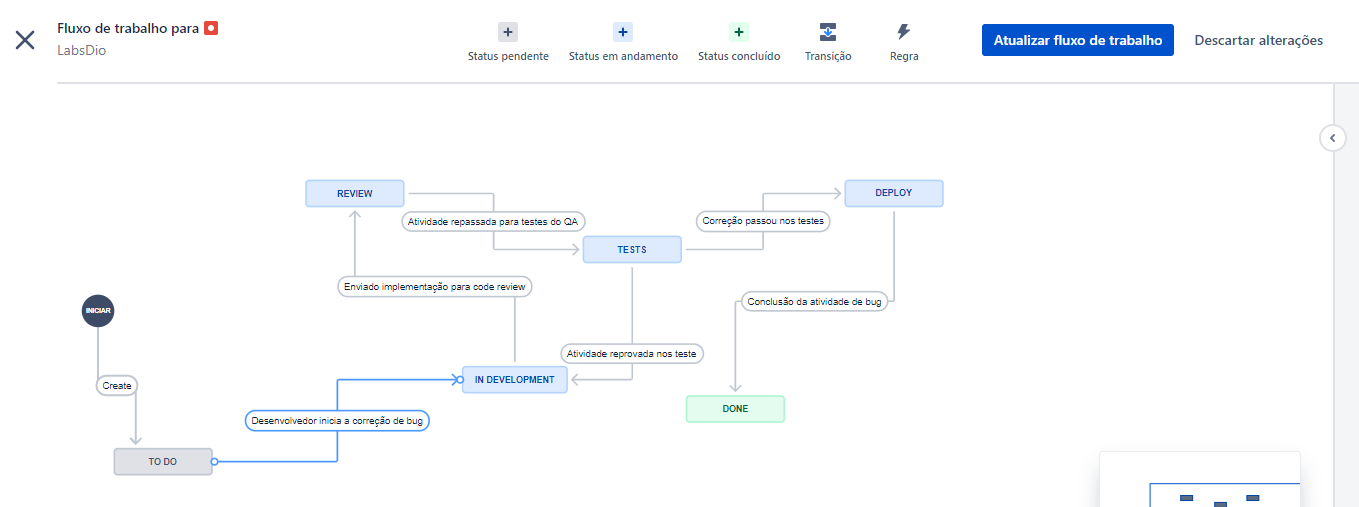 Fluxo de trabalho para
LabsDio
Status pendente
Status em andamento
Status concluído
Transição
Regra
Atualizar fluxo de trabalho
Descartar alterações
REVIEW
DEPLOY
Atividade repassada para testes do QA
Correção passou nos testes
TESTS
Enviado implementação para code review
Conclusão da atividade de bug
INICIAR
Atividade reprovada nos teste
Create
IN DEVELOPMENT
DONE
Desenvolvedor inicia a correção de bug
TO DO